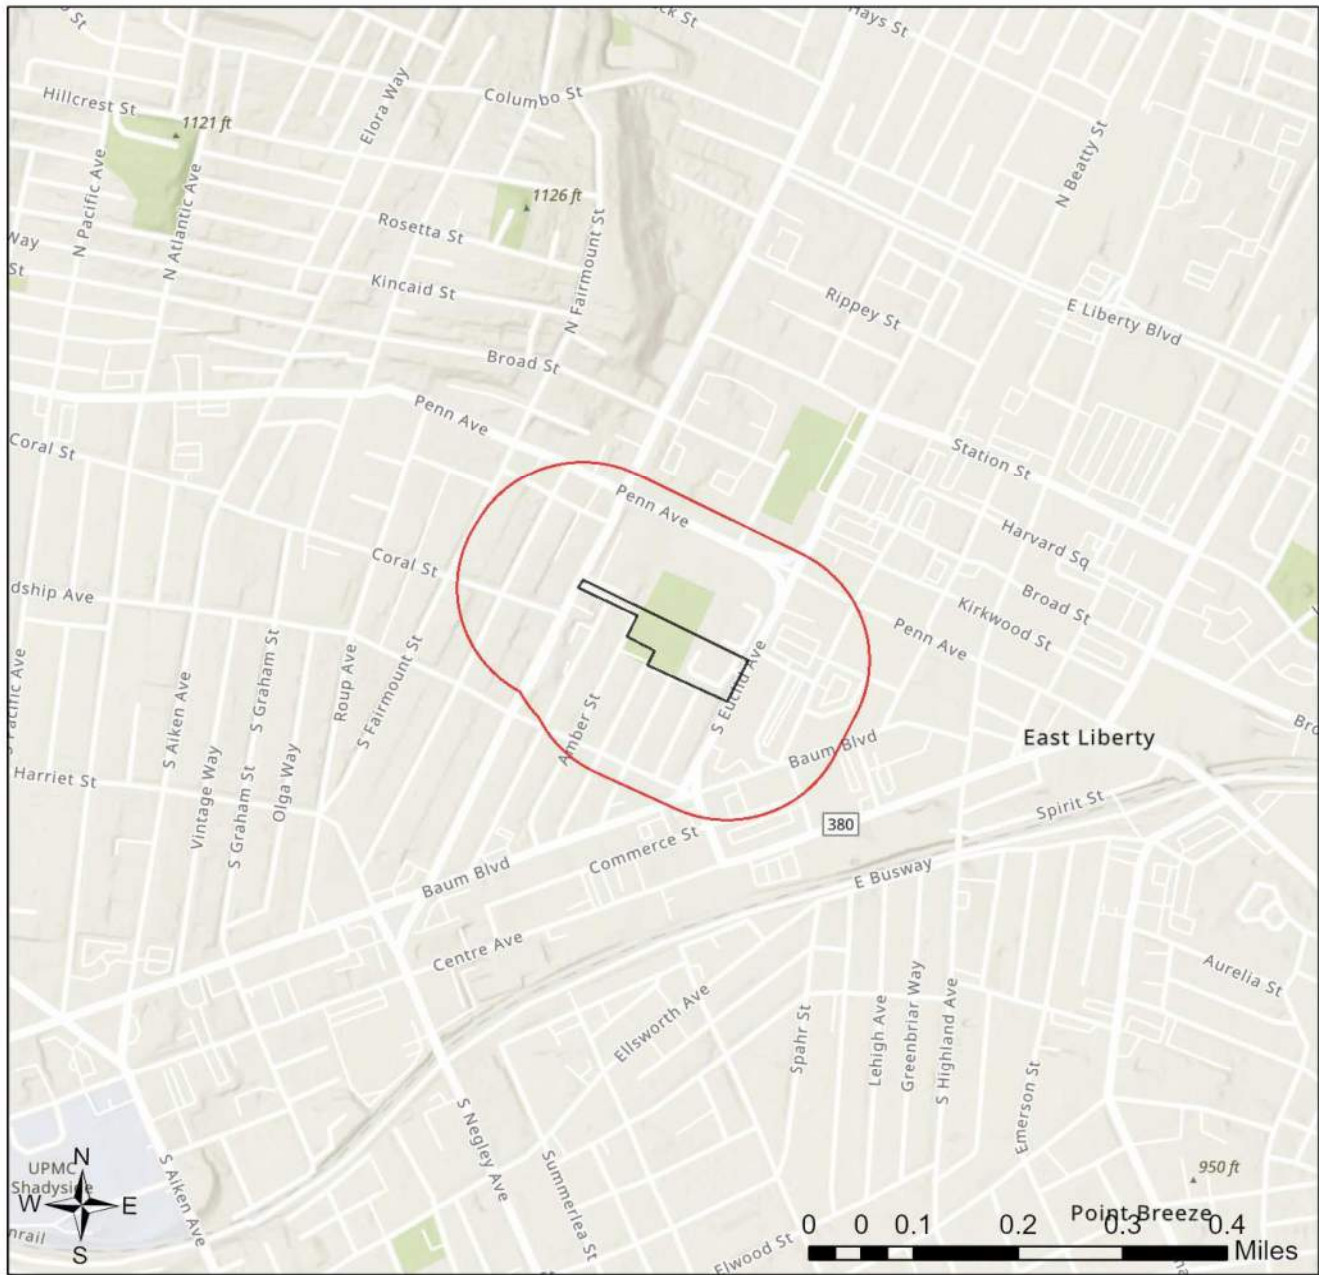 Hays St
Hillcrest St
1121 ft
Elora Way
Columbo St
N Beatty St
N Pacific Ave
N Atlantic Ave
1126 ft
Rosetta St
N Fairmount St
Way
St
Kincaid St
Rippey St
E Liberty Blvd
Broad St
Penn Ave
Coral St
Station St
Penn Ave
Harvard Sq
Coral St
dship Ave
Broad St
Kirkwood St
Penn Ave
S Pacific Ave
S Aiken Ave
S Graham St
Roup Ave
S Fairmount St
Amber St
S Euclid Ave
Baum Blvd
East Liberty
Harriet St
Vintage Way
S Graham St
Olga Way
380
Spirit St
Commerce St
Baum Blvd
E Busway
Centre Ave
Aurelia St
Ellsworth Ave
Spahr St
Lehigh Ave
Greenbriar Way
S Highland Ave
Emerson St
S Negley Ave
Summerlea St
S Aiken Ave
UPMC
Shadyside
N
W E
S
nrail
950 ft
Point Breeze
0 0 0.1 0.2 0.3 0.4
Miles
Elwood St